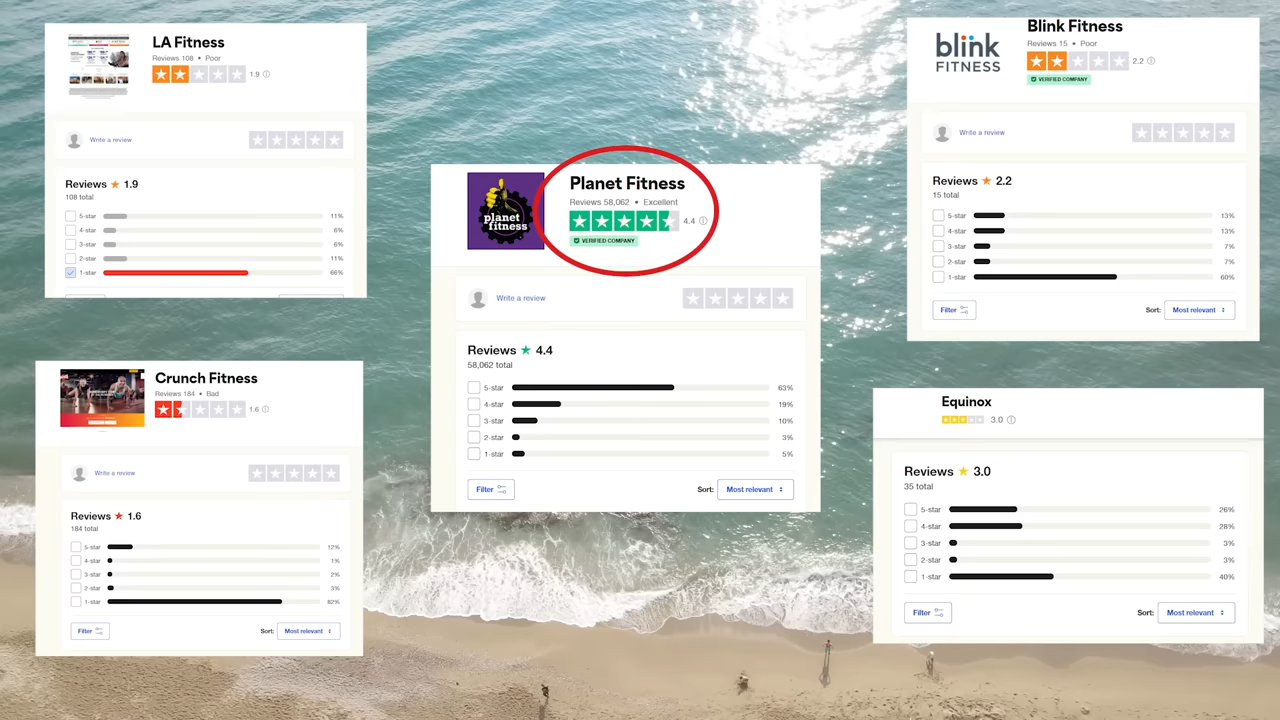 LA Fitness
Reviews 108 • Poor
1.9
Write a review
Reviews ★ 1.9
108 total
5-star 11%
4-star 6%
3-star 6%
2-star 11%
1-star 66%
blink
FITNESS
Blink Fitness
Reviews 15 • Poor
2.2
VERIFIED COMPANY
Write a review
Reviews ★ 2.2
15 total
5-star 13%
4-star 13%
3-star 7%
2-star 7%
1-star 60%
Filter
Sort: Most relevant
planet
fitness
Planet Fitness
Reviews 58,062 • Excellent
4.4
VERIFIED COMPANY
Write a review
Reviews ★ 4.4
58,062 total
5-star 63%
4-star 19%
3-star 10%
2-star 3%
1-star 5%
Filter
Sort: Most relevant
Crunch Fitness
Reviews 184 • Bad
1.6
Write a review
Reviews ★ 1.6
184 total
5-star 12%
4-star 1%
3-star 2%
2-star 3%
1-star 82%
Filter
Sort: Most relevant
Equinox
3.0
Reviews ★ 3.0
35 total
5-star 26%
4-star 28%
3-star 3%
2-star 3%
1-star 40%
Filter
Sort: Most relevant